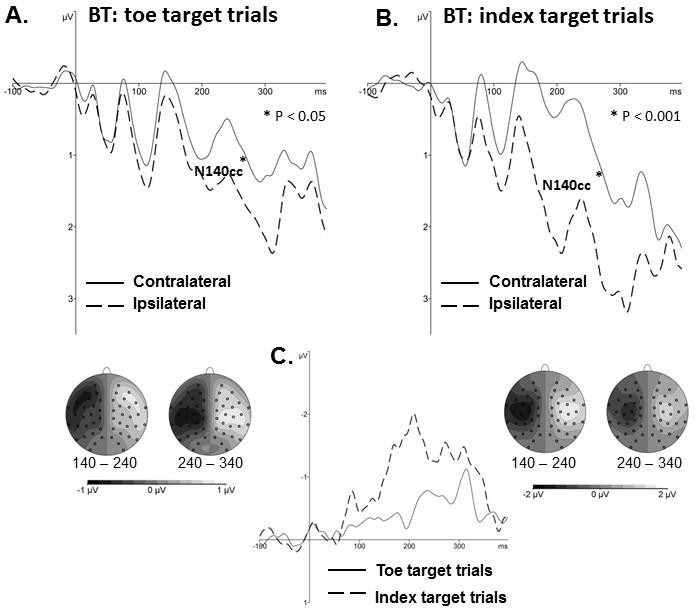 A.
BT: toe target trials
µV
-100
100
200
300
ms
* P < 0.05
1
N140cc
*
2
Contralateral
Ipsilateral
3
B.
BT: index target trials
µV
-100
100
200
300
ms
* P < 0.001
1
N140cc
*
2
Contralateral
Ipsilateral
3
140 – 240
240 – 340
-1 µV
0 µV
1 µV
C.
µV
-2
-1
-100
100
200
300
ms
1
Toe target trials
Index target trials
140 – 240
240 – 340
-2 µV
0 µV
2 µV